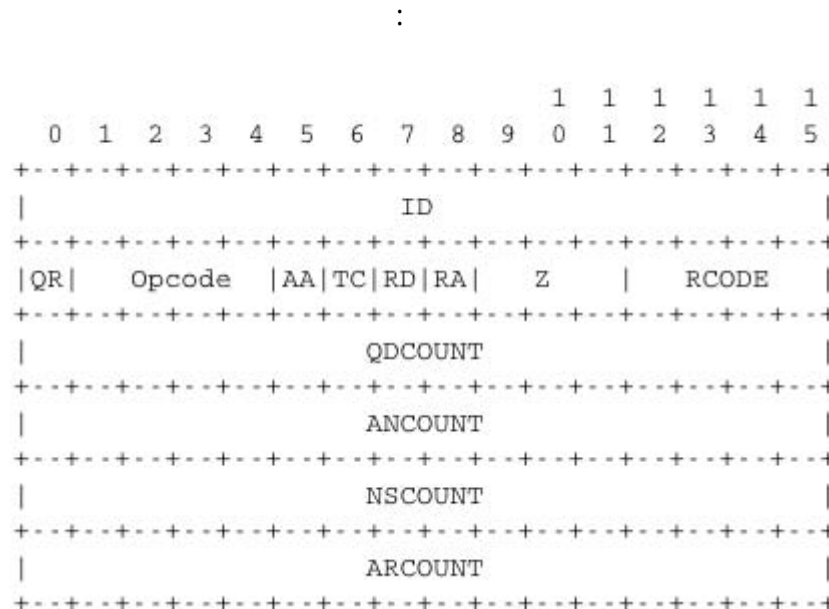 :
1 1 1 1 1 1
0 1 2 3 4 5 6 7 8 9 0 1 2 3 4 5
+--+--+--+--+--+--+--+--+--+--+--+--+--+--+--+--+
| ID |
+--+--+--+--+--+--+--+--+--+--+--+--+--+--+--+--+
|QR| Opcode |AA|TC|RD|RA| Z | RCODE |
+--+--+--+--+--+--+--+--+--+--+--+--+--+--+--+--+
| QDCOUNT |
+--+--+--+--+--+--+--+--+--+--+--+--+--+--+--+--+
| ANCOUNT |
+--+--+--+--+--+--+--+--+--+--+--+--+--+--+--+--+
| NSCOUNT |
+--+--+--+--+--+--+--+--+--+--+--+--+--+--+--+--+
| ARCOUNT |
+--+--+--+--+--+--+--+--+--+--+--+--+--+--+--+--+